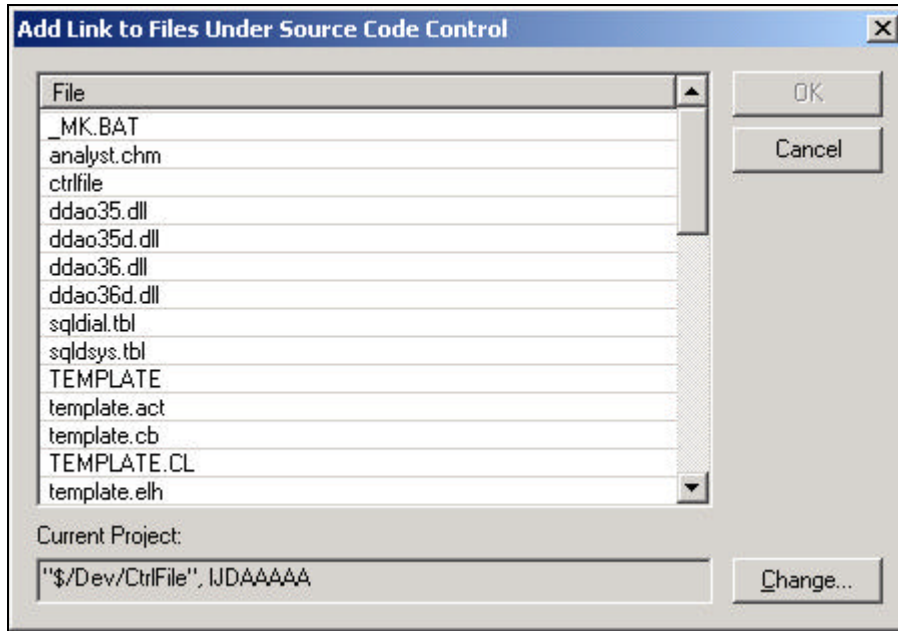 Add Link to Files Under Source Code Control
File
OK
_MK.BAT
Cancel
analyst.chm
ctrlfile
ddao35.dll
ddao35d.dll
ddao36.dll
ddao36d.dll
sqldial.tbl
sqldsys.tbl
TEMPLATE
template.act
template.cb
TEMPLATE.CL
template.elh
Current Project:
"$/Dev/CtrlFile", IJDAAAAA
Change...